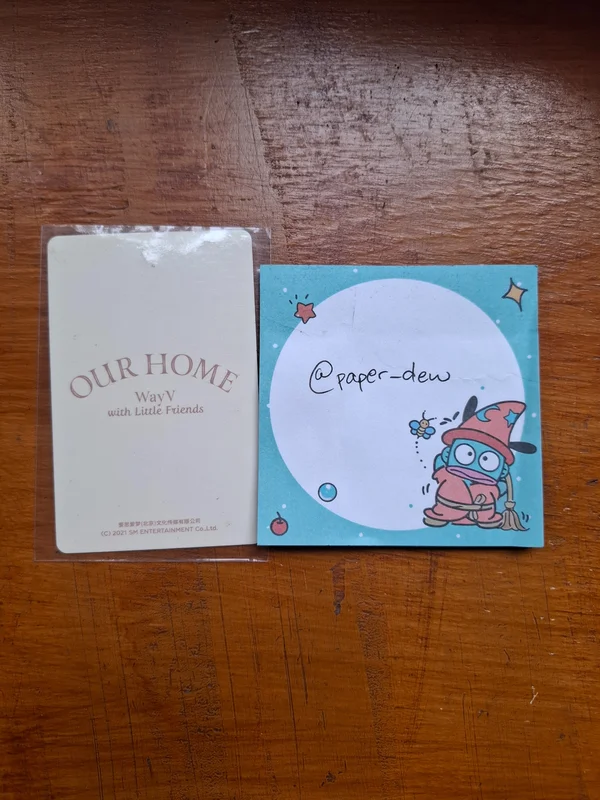 OUR HOME
WayV
with Little Friends
(C) 2021 SM ENTERTAINMENT Co.,Ltd.
@paper_dew